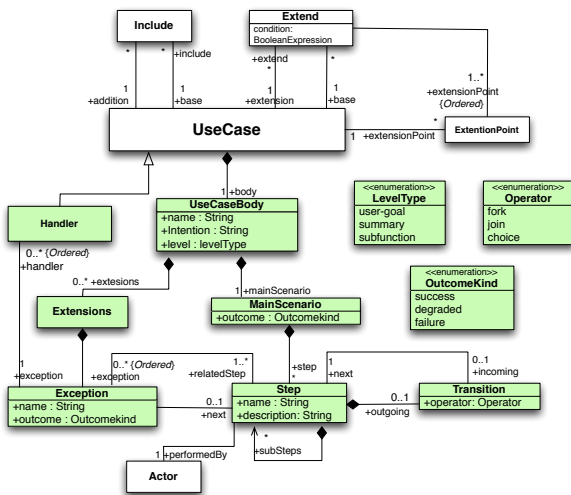 Include
Extend
condition:
BooleanExpression
*
*
+include
+extend
*
*
1
+addition
1
+base
1
+extension
1
+base
1..*
+extensionPoint
{Ordered}
UseCase
1
+extensionPoint
*
ExtentionPoint
1
+body
Handler
UseCaseBody
+name : String
+Intention : String
+level : levelType
<<enumeration>>
LevelType
user-goal
summary
subfunction
<<enumeration>>
Operator
fork
join
choice
0..* {Ordered}
+handler
0..* +extesions
1 +mainScenario
<<enumeration>>
OutcomeKind
success
degraded
failure
Extensions
MainScenario
+outcome : Outcomekind
1
+exception
0..* {Ordered}
+exception
1..*
+relatedStep
+step
*
1
+next
0..1
+incoming
Exception
+name : String
+outcome : Outcomekind
0..1
+next
Step
+name : String
+description: String
0..1
+outgoing
Transition
+operator: Operator
1 +performedBy
*
+subSteps
Actor